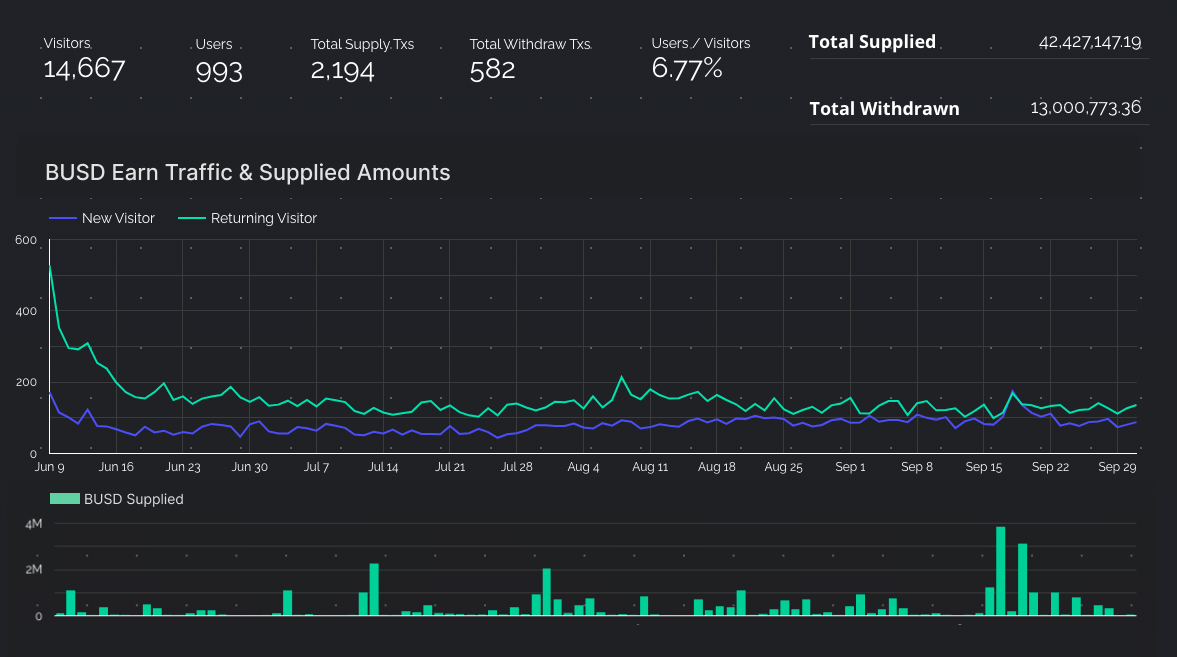 Visitors
14,667
Users
993
Total Supply Txs
2,194
Total Withdraw Txs
582
Users / Visitors
6.77%
Total Supplied 42,427,147.19
Total Withdrawn 13,000,773.36
BUSD Earn Traffic & Supplied Amounts
New Visitor Returning Visitor
600
400
200
0
Jun 9 Jun 16 Jun 23 Jun 30 Jul 7 Jul 14 Jul 21 Jul 28 Aug 4 Aug 11 Aug 18 Aug 25 Sep 1 Sep 8 Sep 15 Sep 22 Sep 29
BUSD Supplied
4M
2M
0